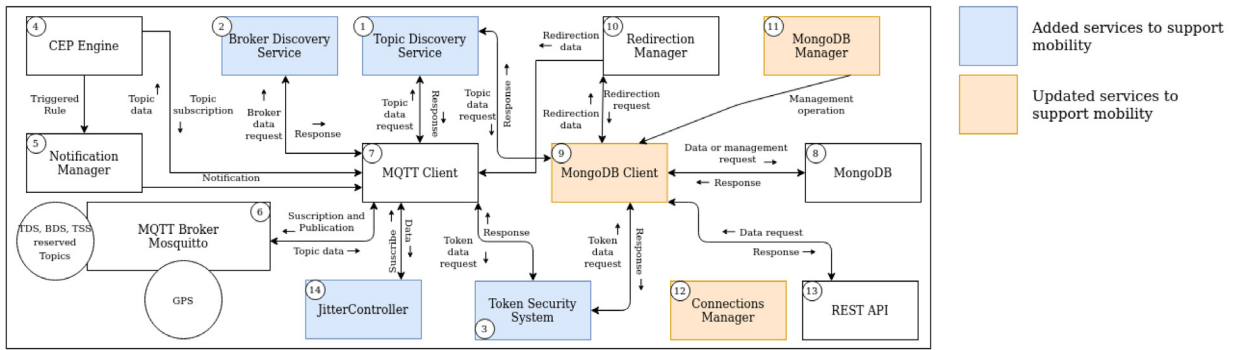 4
CEP Engine
2
Broker Discovery
Service
1
Topic Discovery
Service
Redirection
data
10
Redirection
Manager
11
MongoDB
Manager
Added services to support
mobility
Updated services to
support mobility
Triggered
Rule
Topic
data
Topic
subscription
Broker
data
request
Response
Topic
data
request
Response
Topic
data
request
Response
Redirection
data
Redirection
request
Management
operation
5
Notification
Manager
Notification
7
MQTT Client
9
MongoDB Client
Data or management
request
Response
8
MongoDB
TDS, BDS, TSS
reserved
Topics
MQTT Broker
Mosquitto
6
GPS
Suscription and
Publication
Topic data
Suscribe
Data
Token
data
request
Response
Token
data
request
Response
Data request
Response
14
JitterController
Token Security
System
3
12
Connections
Manager
13
REST API